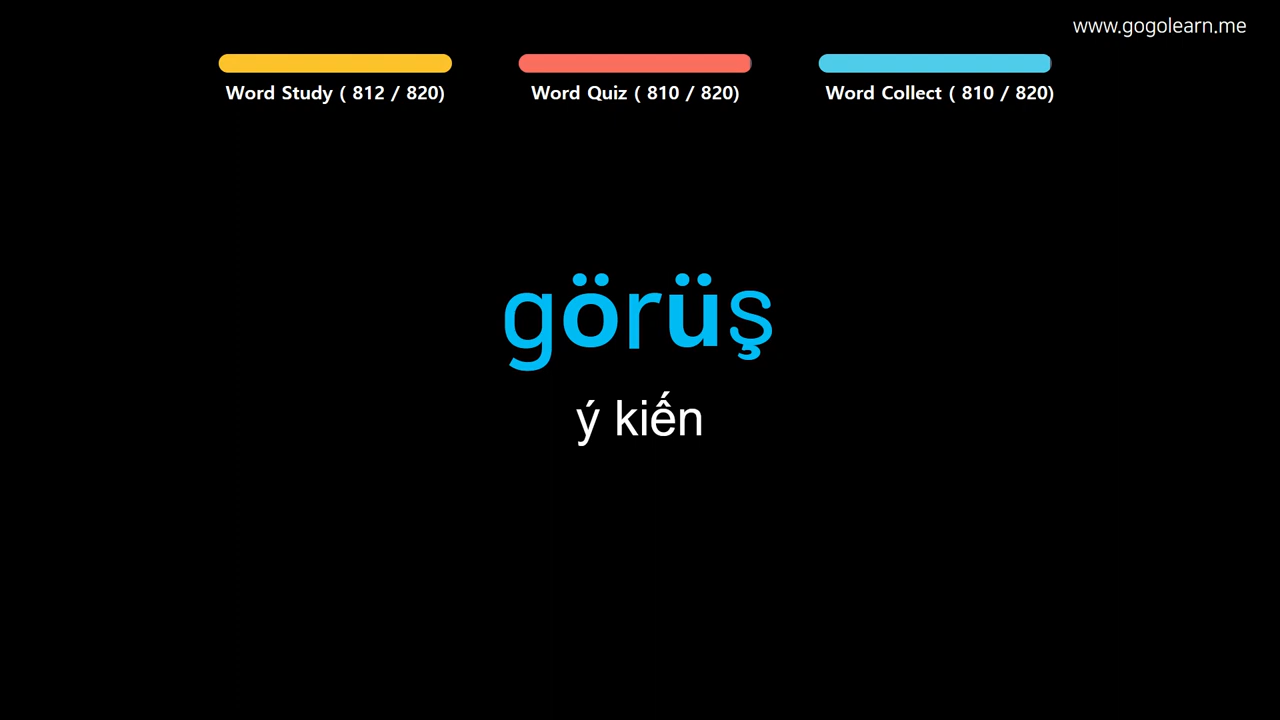 www.gogolearn.me
Word Study ( 812 / 820)
Word Quiz ( 810 / 820)
Word Collect ( 810 / 820)
görüş
ý kiến